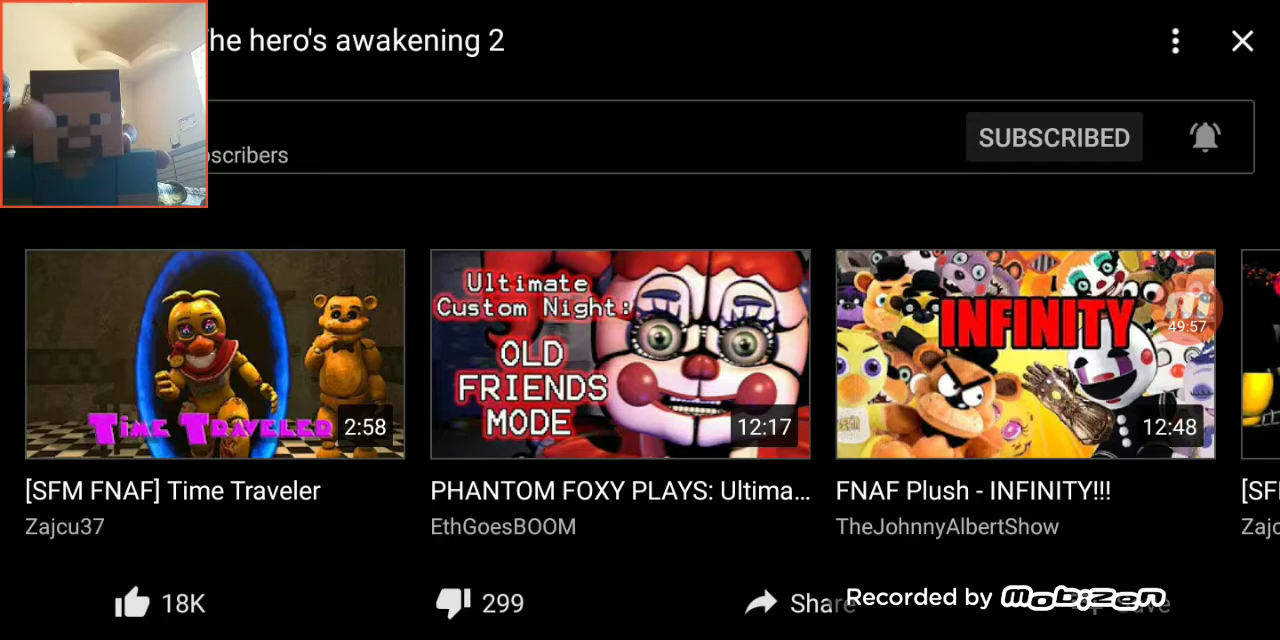 he hero's awakening 2
scribers
SUBSCRIBED
Time Traveler
2:58
Ultimate
Custom Night:
OLD
FRIENDS
MODE
12:17
INFINITY
49:57
12:48
[SFM FNAF] Time Traveler
PHANTOM FOXY PLAYS: Ultima...
FNAF Plush - INFINITY!!!
[SF
Zajcu37
EthGoesBOOM
TheJohnnyAlbertShow
Zajc
18K
299
Share
Save
Recorded by Mobizen